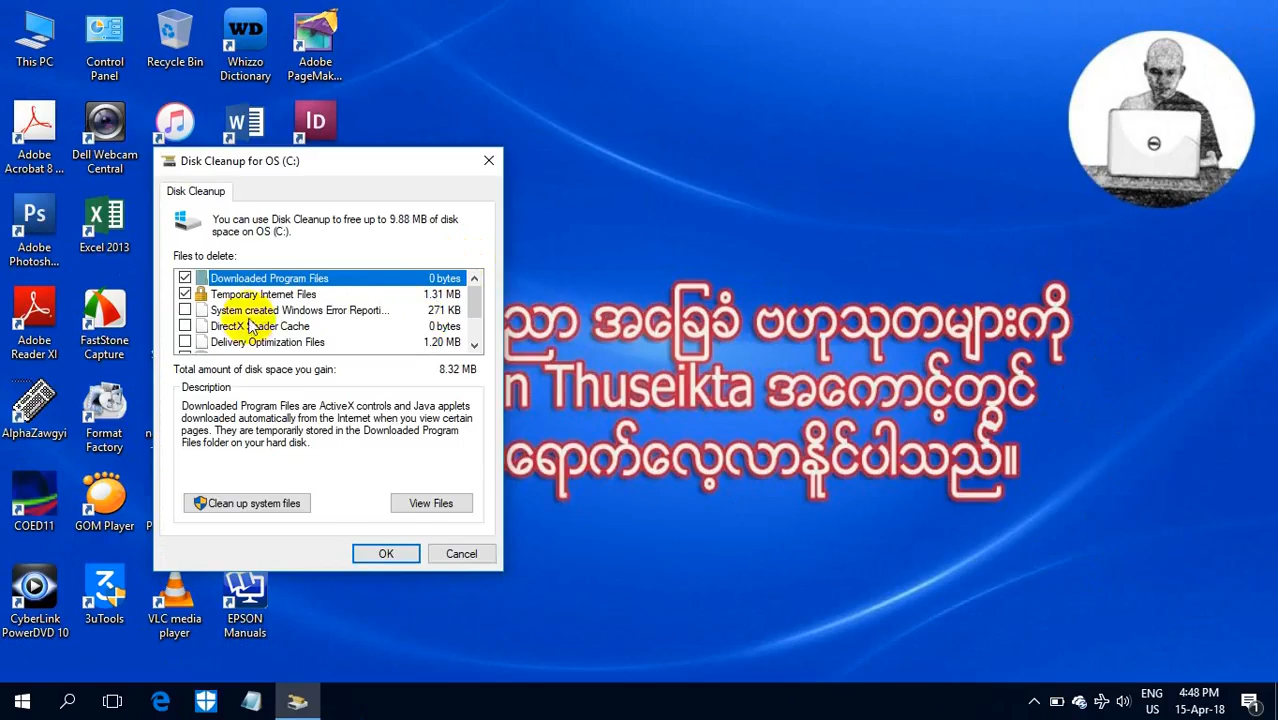 This PC
Control
Panel
Recycle Bin
WD
Whizzo
Dictionary
Adobe
PageMak...
Adobe
Acrobat 8 ...
Dell Webcam
Central
Id
Ps
Adobe
Photosh...
Excel 2013
Adobe
Reader XI
FastStone
Capture
AlphaZawgyi
Format
Factory
COED11
GOM Player
CyberLink
PowerDVD 10
3uTools
VLC media
player
EPSON
Manuals
Disk Cleanup for OS (C:)
Disk Cleanup
You can use Disk Cleanup to free up to 9.88 MB of disk
space on OS (C:).
Files to delete:
Downloaded Program Files 0 bytes
Temporary Internet Files 1.31 MB
System created Windows Error Reporti... 271 KB
DirectX Shader Cache 0 bytes
Delivery Optimization Files 1.20 MB
Total amount of disk space you gain: 8.32 MB
Description
Downloaded Program Files are ActiveX controls and Java applets
downloaded automatically from the Internet when you view certain
pages. They are temporarily stored in the Downloaded Program
Files folder on your hard disk.
Clean up system files
View Files
OK
Cancel
ညာ အခြေခံ ဗဟုသုတများကို
n Thuseikta အကောင့်တွင်
ရောက်လေ့လာနိူင်ပါသည်။
ENG
US
4:48 PM
15-Apr-18